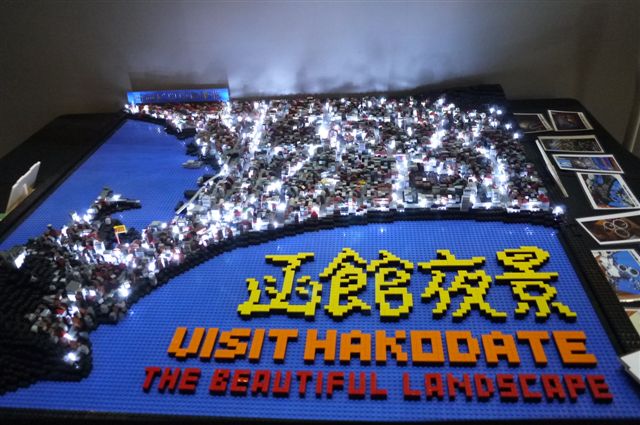 函館夜景
VISIT HAKODATE
THE BEAUTIFUL LANDSCAPE